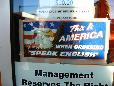 This Is
AMERICA
WHEN ORDERING
"SPEAK ENGLISH"
Management
Reserves The Right